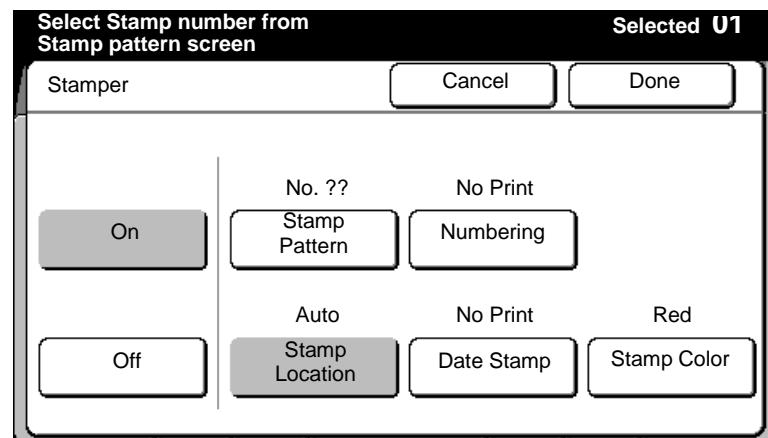 Select Stamp number from
Stamp pattern screen
Selected 01
Stamper
Cancel
Done
No. ??
No Print
On
Stamp
Pattern
Numbering
Auto
No Print
Red
Off
Stamp
Location
Date Stamp
Stamp Color